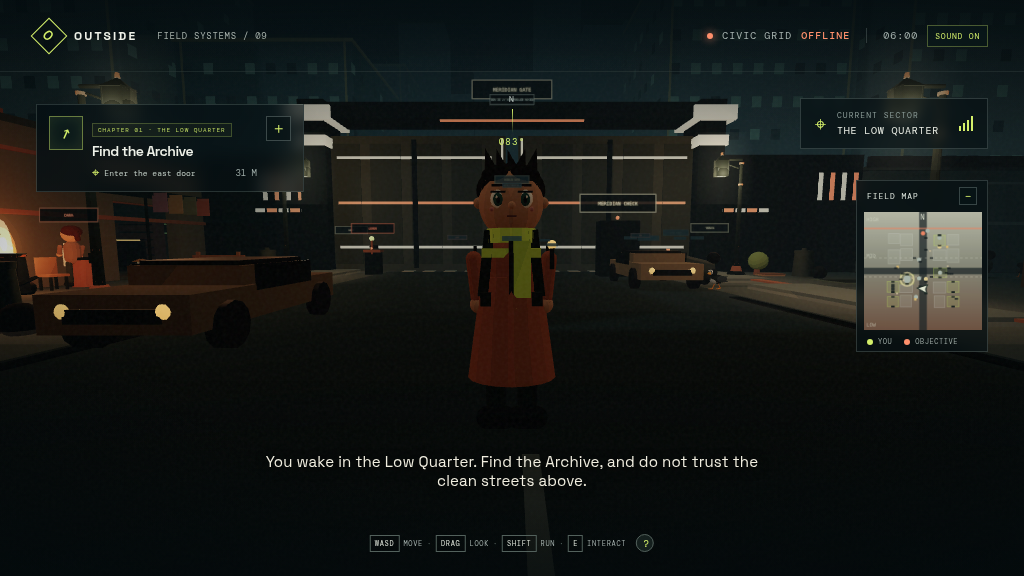 OUTSIDE
FIELD SYSTEMS / 09
CIVIC GRID OFFLINE
06:00
SOUND ON
CHAPTER 01 · THE LOW QUARTER
Find the Archive
Enter the east door
31 M
+
MERIDIAN GATE
N
083°
CURRENT SECTOR
THE LOW QUARTER
FIELD MAP
−
N
LOW
YOU
OBJECTIVE
MERIDIAN CHECK
You wake in the Low Quarter. Find the Archive, and do not trust the
clean streets above.
WASD MOVE · DRAG LOOK · SHIFT RUN · E INTERACT ?